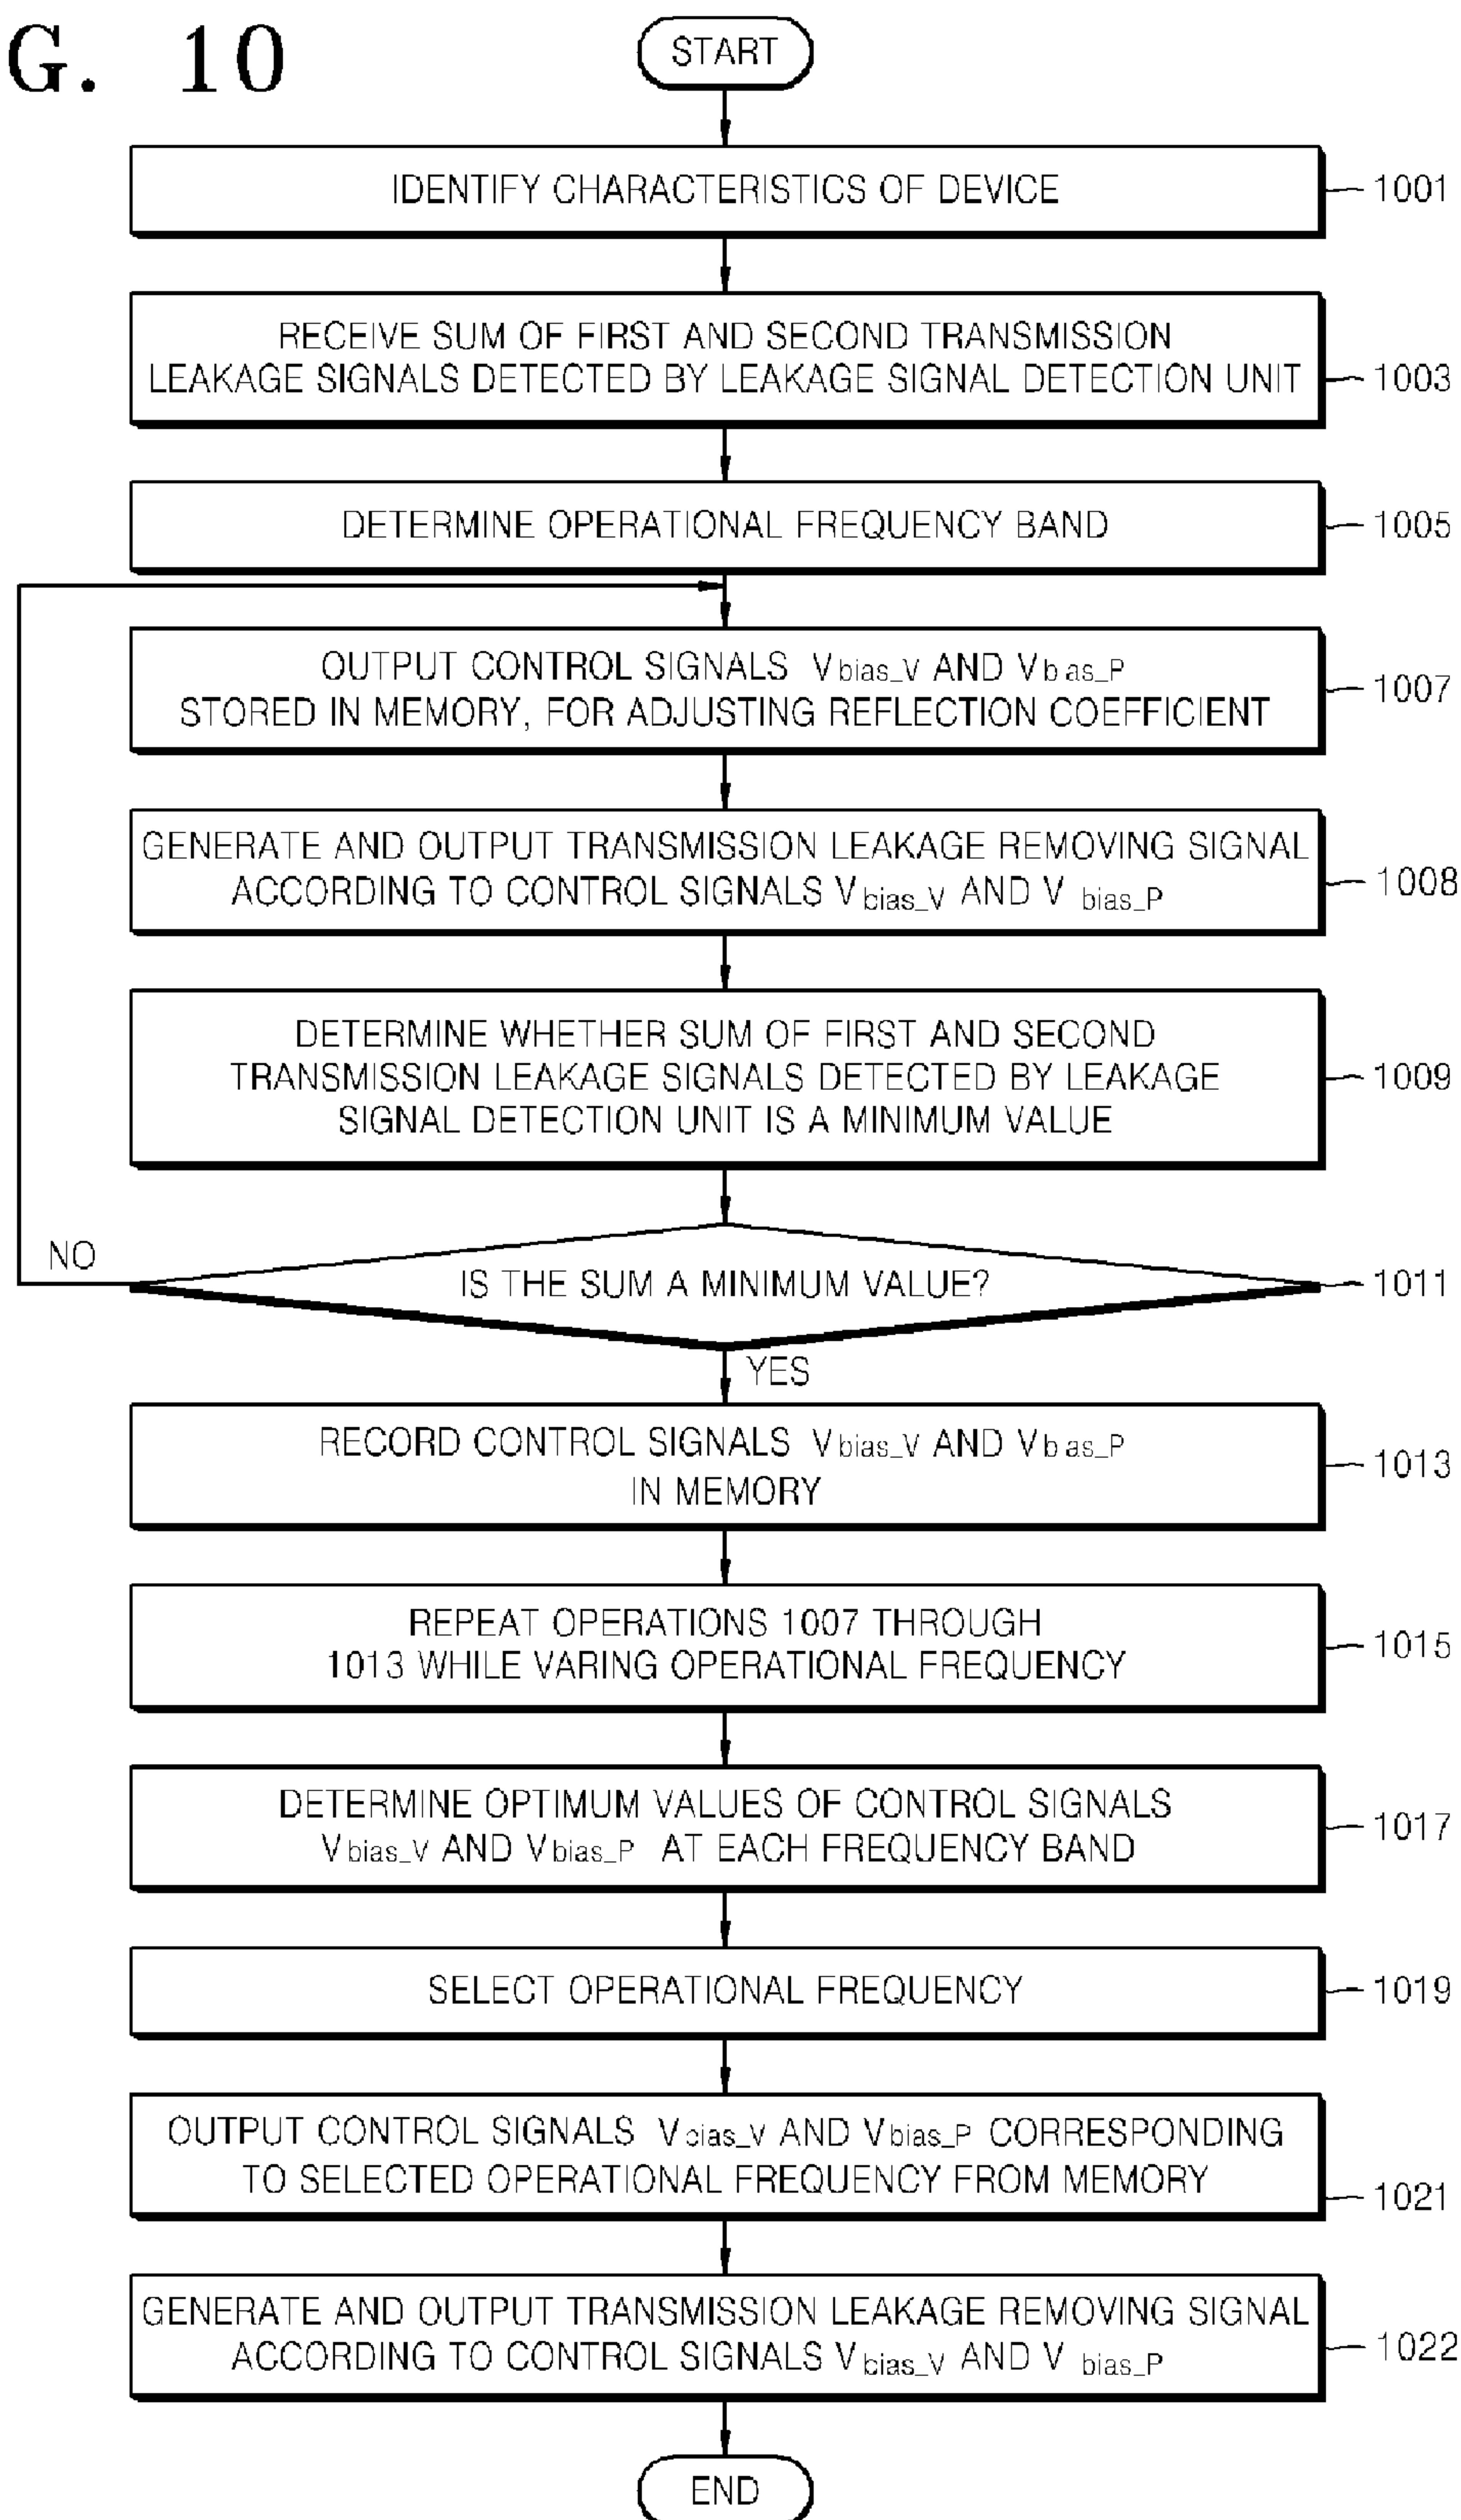 G. 10
START
IDENTIFY CHARACTERISTICS OF DEVICE
1001
RECEIVE SUM OF FIRST AND SECOND TRANSMISSION
LEAKAGE SIGNALS DETECTED BY LEAKAGE SIGNAL DETECTION UNIT
1003
DETERMINE OPERATIONAL FREQUENCY BAND
1005
OUTPUT CONTROL SIGNALS Vbias_V AND Vbias_P
STORED IN MEMORY, FOR ADJUSTING REFLECTION COEFFICIENT
1007
GENERATE AND OUTPUT TRANSMISSION LEAKAGE REMOVING SIGNAL
ACCORDING TO CONTROL SIGNALS Vbias_V AND V bias_P
1008
DETERMINE WHETHER SUM OF FIRST AND SECOND
TRANSMISSION LEAKAGE SIGNALS DETECTED BY LEAKAGE
SIGNAL DETECTION UNIT IS A MINIMUM VALUE
1009
NO
IS THE SUM A MINIMUM VALUE?
1011
YES
RECORD CONTROL SIGNALS Vbias_V AND Vbias_P
IN MEMORY
1013
REPEAT OPERATIONS 1007 THROUGH
1013 WHILE VARING OPERATIONAL FREQUENCY
1015
DETERMINE OPTIMUM VALUES OF CONTROL SIGNALS
Vbias_V AND Vbias_P AT EACH FREQUENCY BAND
1017
SELECT OPERATIONAL FREQUENCY
1019
OUTPUT CONTROL SIGNALS Vbias_V AND Vbias_P CORRESPONDING
TO SELECTED OPERATIONAL FREQUENCY FROM MEMORY
1021
GENERATE AND OUTPUT TRANSMISSION LEAKAGE REMOVING SIGNAL
ACCORDING TO CONTROL SIGNALS Vbias_V AND V bias_P
1022
END